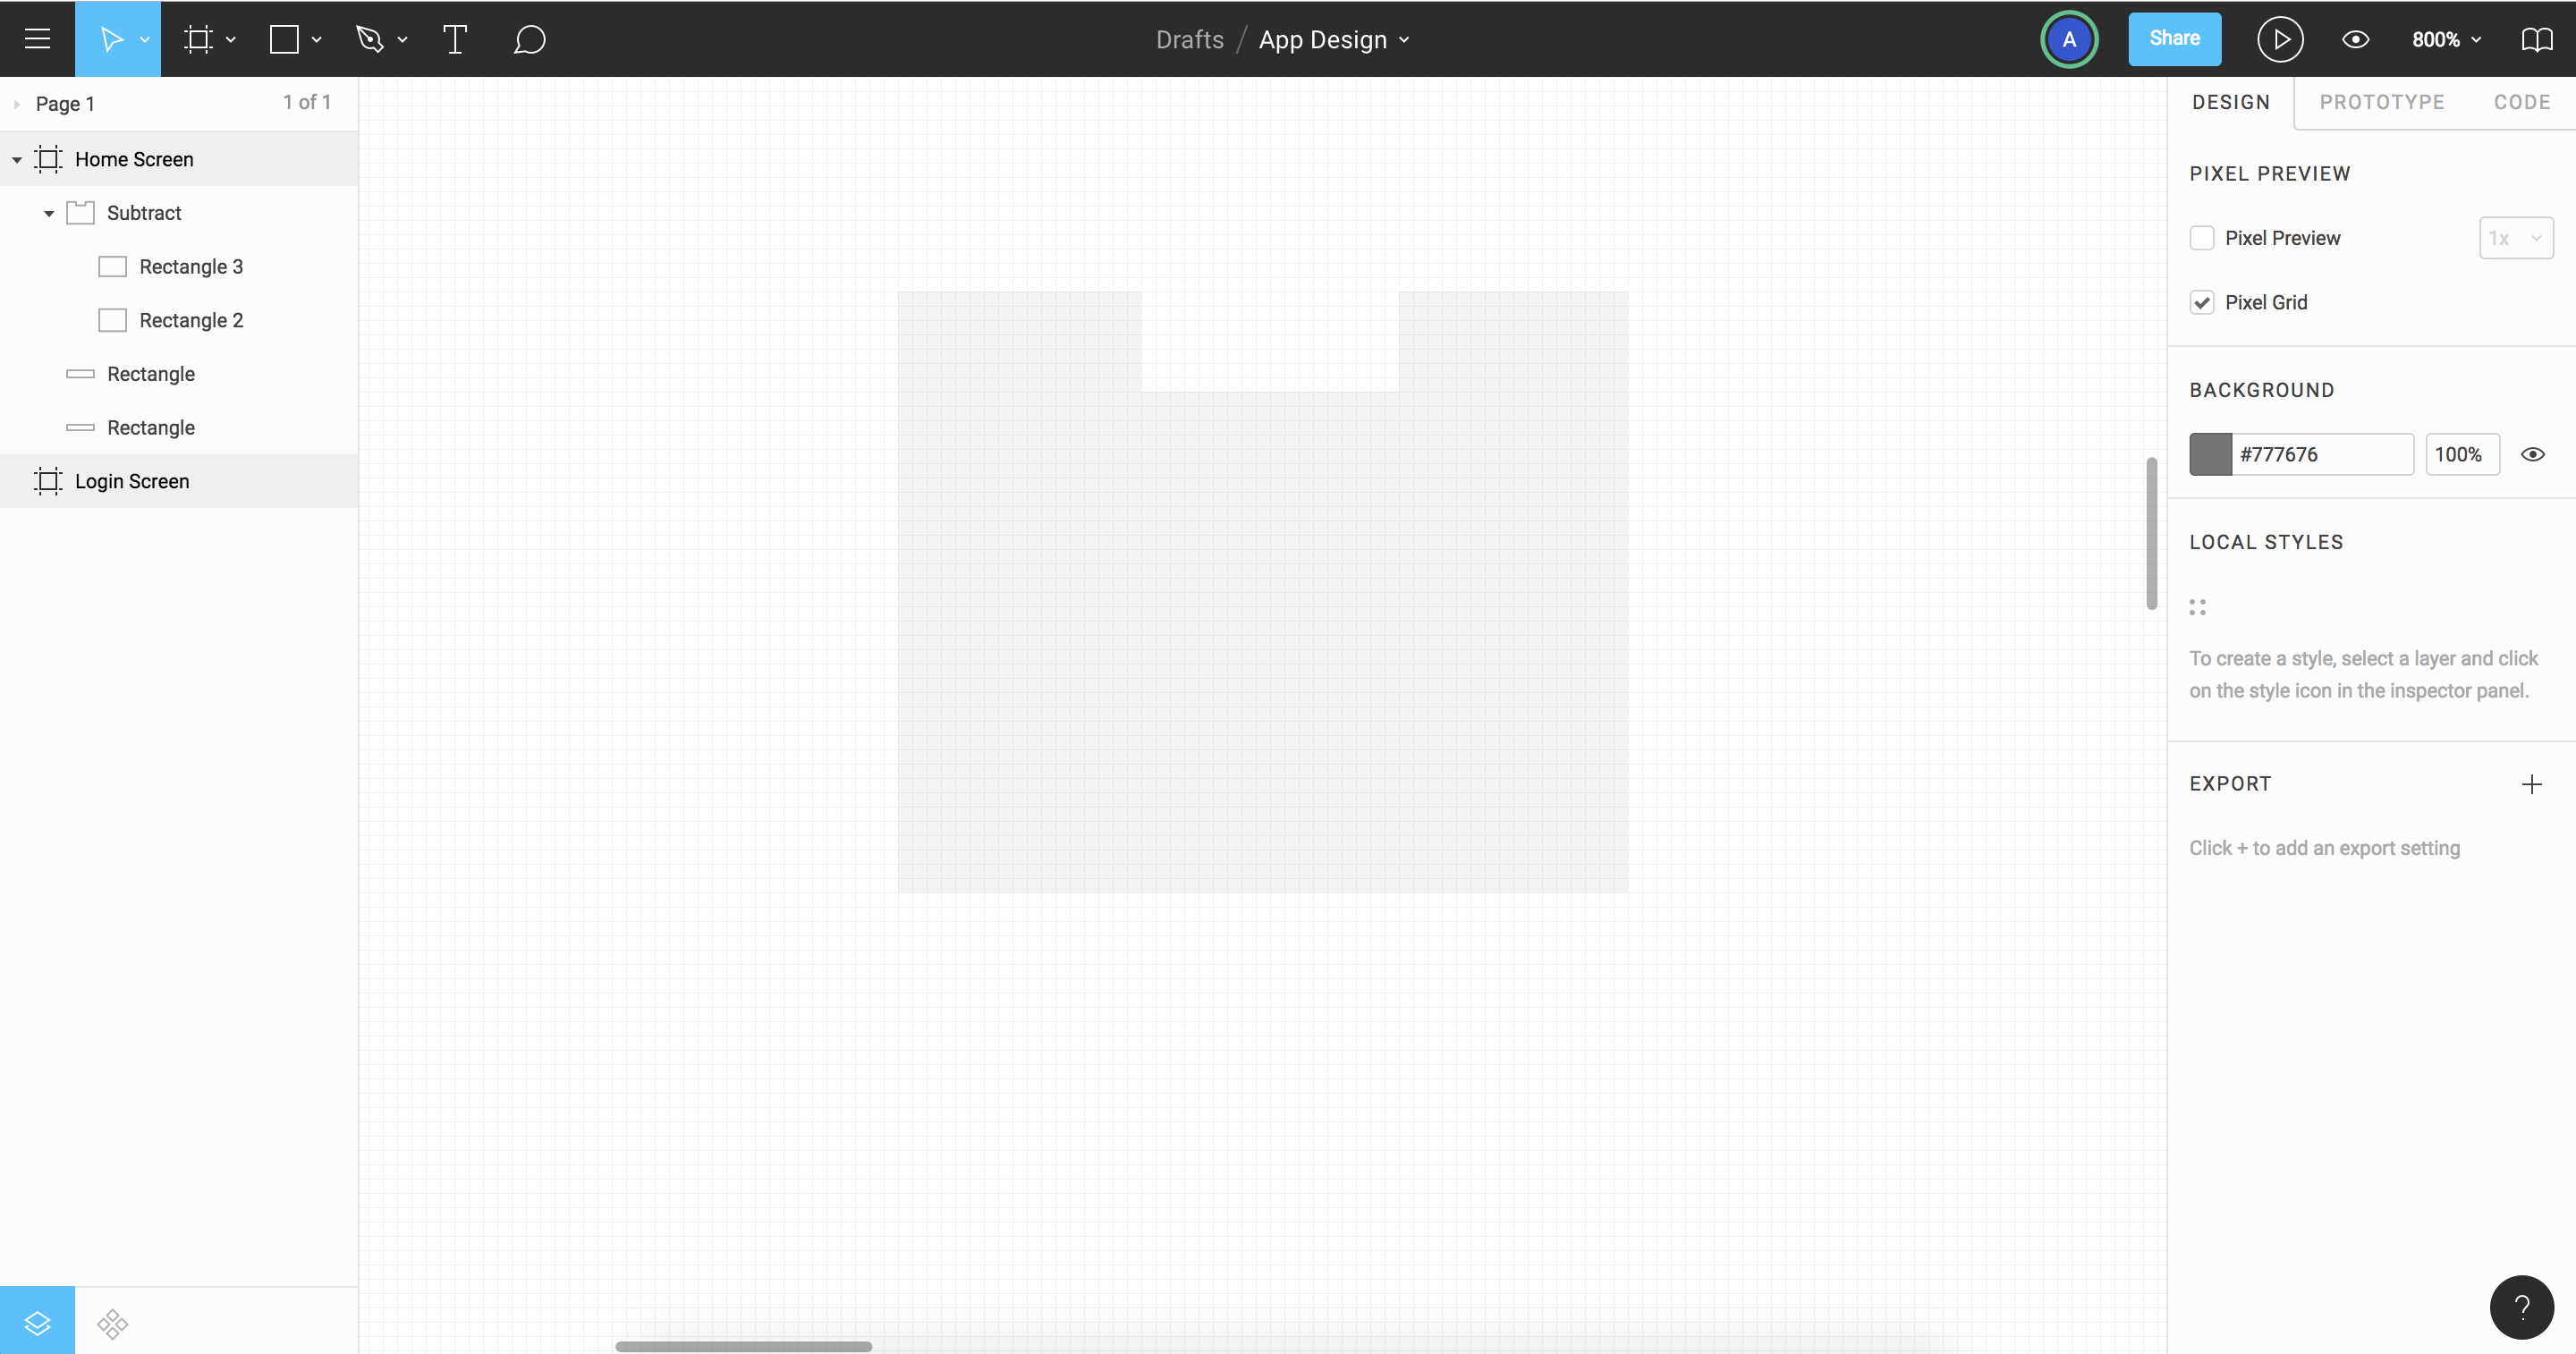 Drafts / App Design
A
Share
800%
Page 1
1 of 1
Home Screen
Subtract
Rectangle 3
Rectangle 2
Rectangle
Rectangle
Login Screen
DESIGN
PROTOTYPE
CODE
PIXEL PREVIEW
Pixel Preview
1x
Pixel Grid
BACKGROUND
#777676
100%
LOCAL STYLES
To create a style, select a layer and click
on the style icon in the inspector panel.
EXPORT
Click + to add an export setting
?